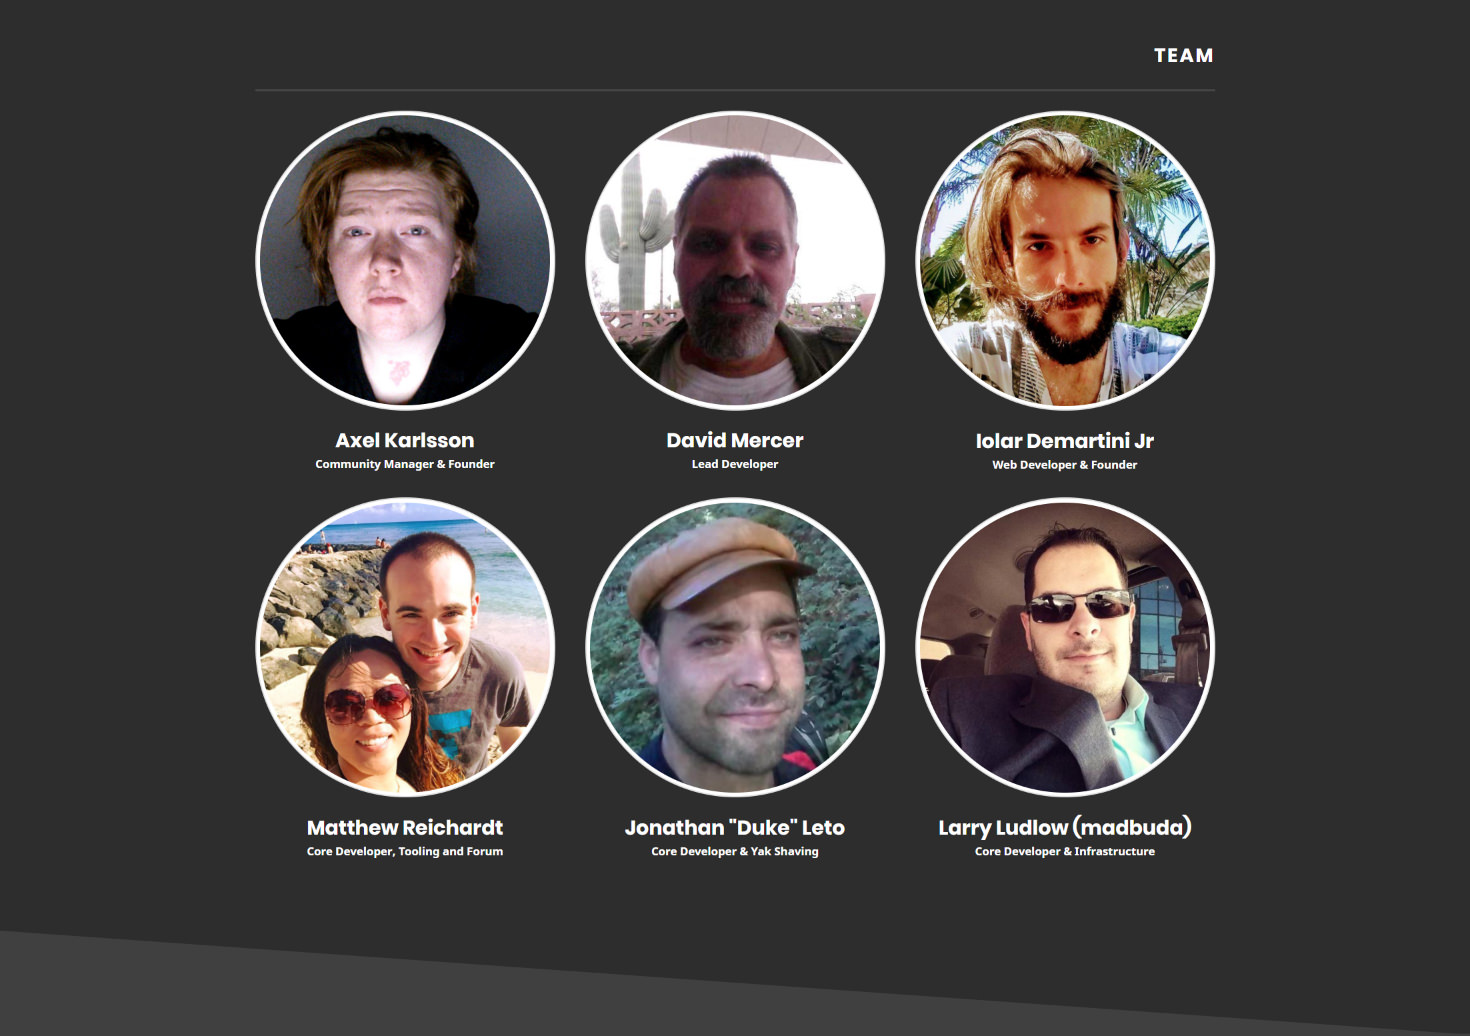 TEAM
Axel Karlsson
Community Manager & Founder
David Mercer
Lead Developer
Iolar Demartini Jr
Web Developer & Founder
Matthew Reichardt
Core Developer, Tooling and Forum
Jonathan "Duke" Leto
Core Developer & Yak Shaving
Larry Ludlow (madbuda)
Core Developer & Infrastructure